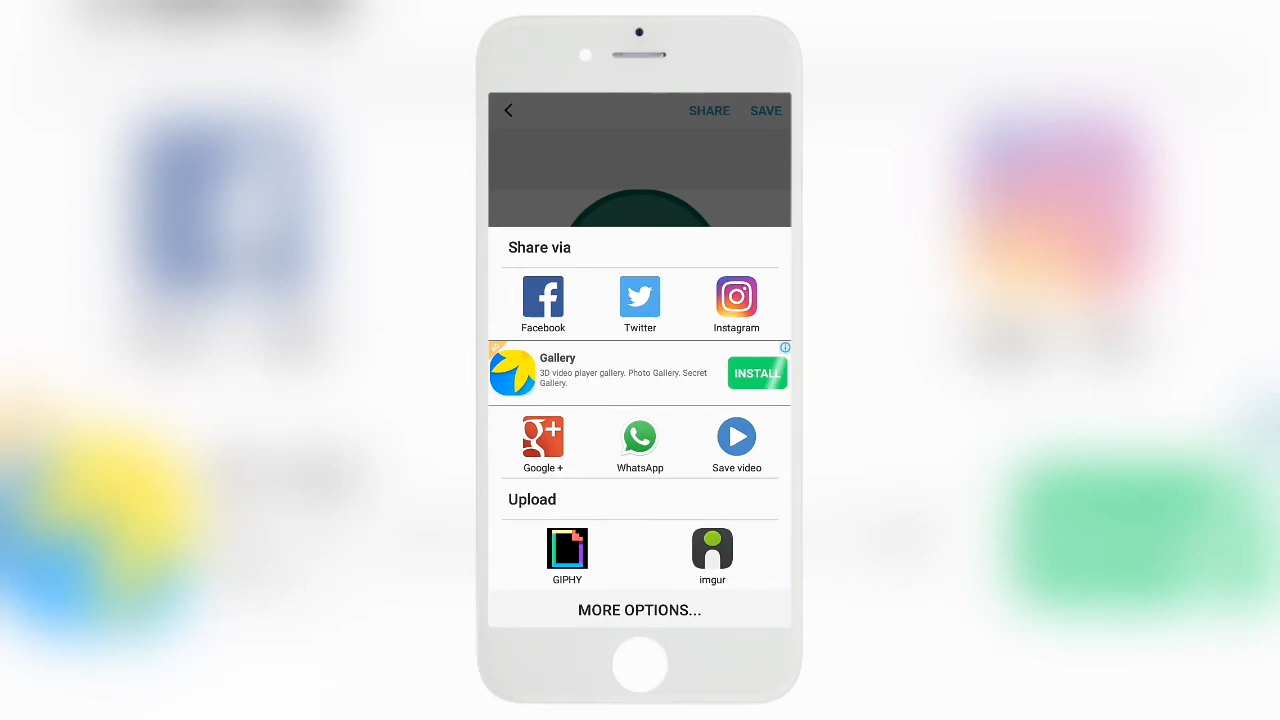 SHARE SAVE
Share via
Facebook Twitter Instagram
Gallery
3D video player gallery. Photo Gallery. Secret
Gallery.
INSTALL
Google + WhatsApp Save video
Upload
GIPHY imgur
MORE OPTIONS...